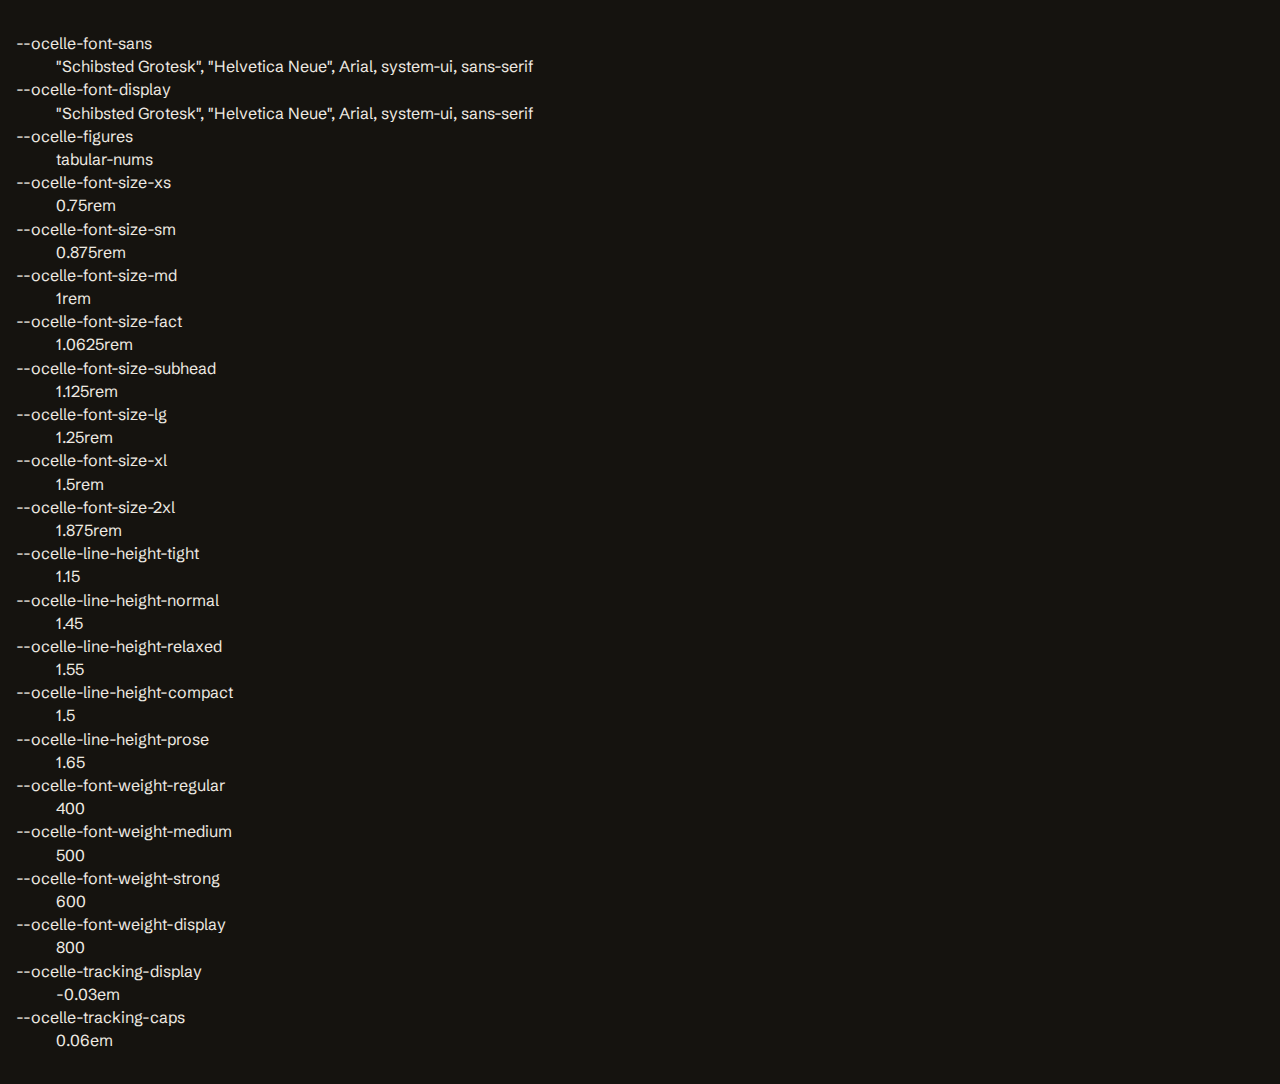 --ocelle-font-sans
"Schibsted Grotesk", "Helvetica Neue", Arial, system-ui, sans-serif
--ocelle-font-display
"Schibsted Grotesk", "Helvetica Neue", Arial, system-ui, sans-serif
--ocelle-figures
tabular-nums
--ocelle-font-size-xs
0.75rem
--ocelle-font-size-sm
0.875rem
--ocelle-font-size-md
1rem
--ocelle-font-size-fact
1.0625rem
--ocelle-font-size-subhead
1.125rem
--ocelle-font-size-lg
1.25rem
--ocelle-font-size-xl
1.5rem
--ocelle-font-size-2xl
1.875rem
--ocelle-line-height-tight
1.15
--ocelle-line-height-normal
1.45
--ocelle-line-height-relaxed
1.55
--ocelle-line-height-compact
1.5
--ocelle-line-height-prose
1.65
--ocelle-font-weight-regular
400
--ocelle-font-weight-medium
500
--ocelle-font-weight-strong
600
--ocelle-font-weight-display
800
--ocelle-tracking-display
-0.03em
--ocelle-tracking-caps
0.06em